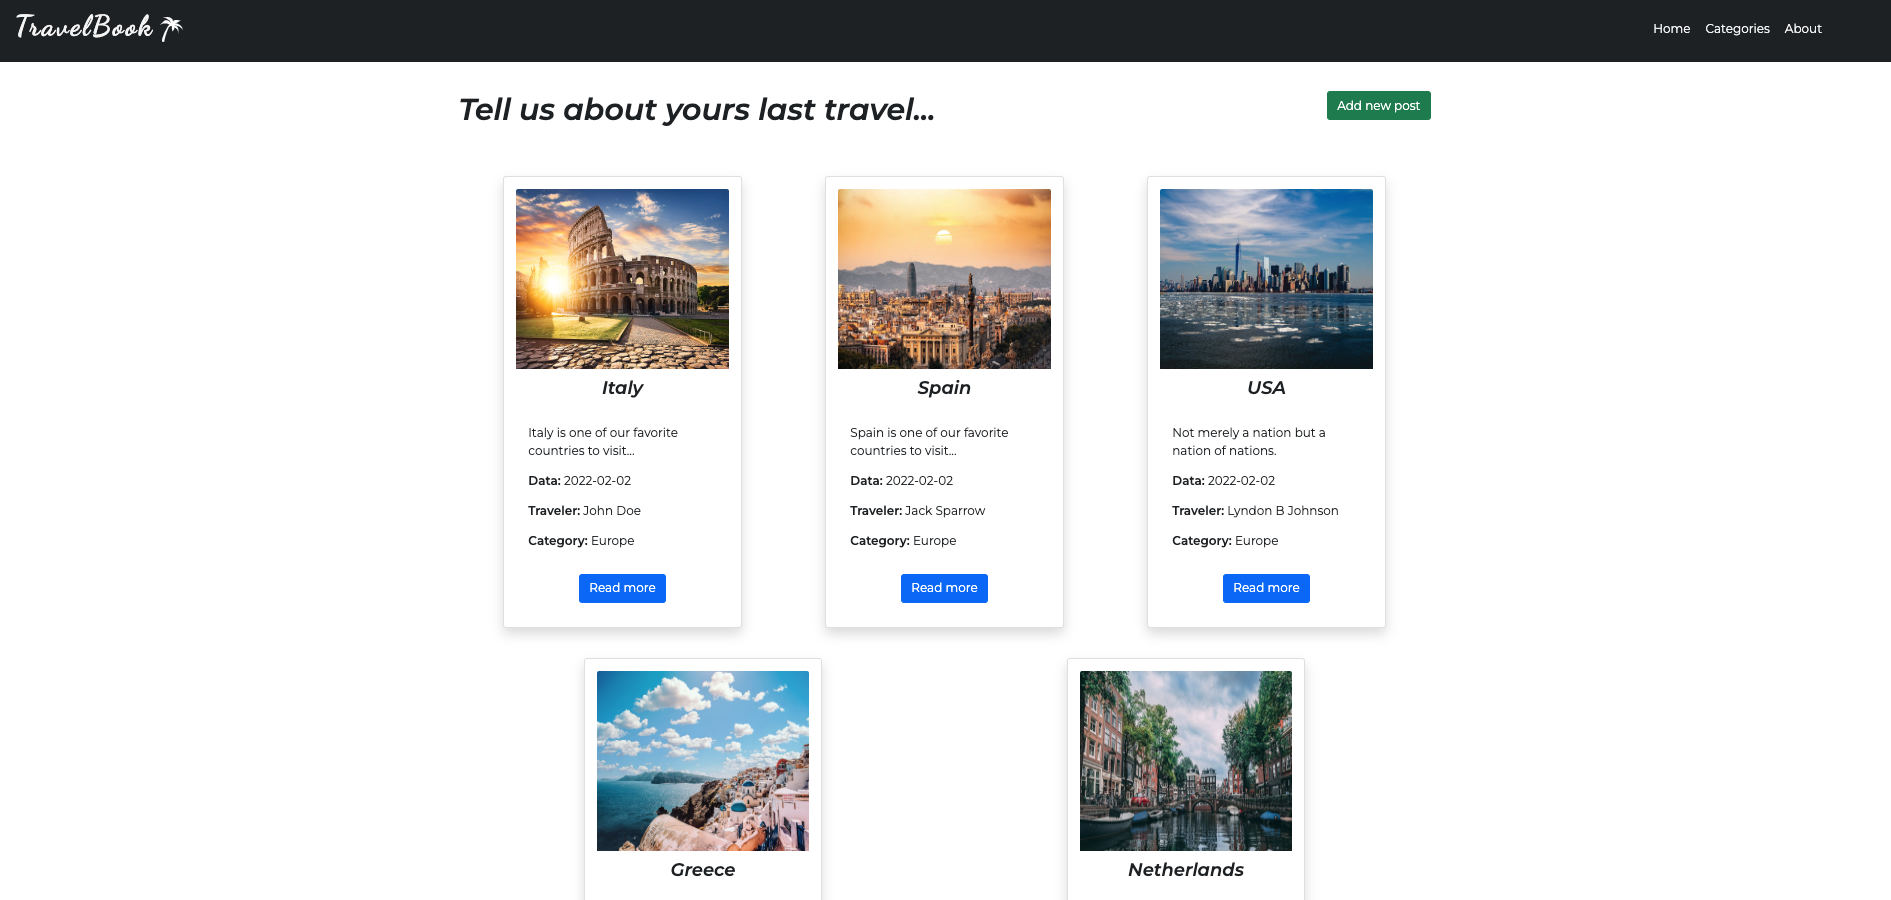 TravelBook
Home Categories About
Tell us about yours last travel...
Add new post
Italy
Italy is one of our favorite
countries to visit...
Data: 2022-02-02
Traveler: John Doe
Category: Europe
Read more
Spain
Spain is one of our favorite
countries to visit...
Data: 2022-02-02
Traveler: Jack Sparrow
Category: Europe
Read more
USA
Not merely a nation but a
nation of nations.
Data: 2022-02-02
Traveler: Lyndon B Johnson
Category: Europe
Read more
Greece
Netherlands